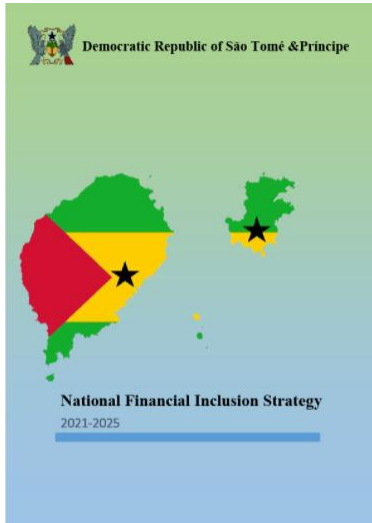 Democratic Republic of São Tomé &Príncipe
National Financial Inclusion Strategy
2021-2025